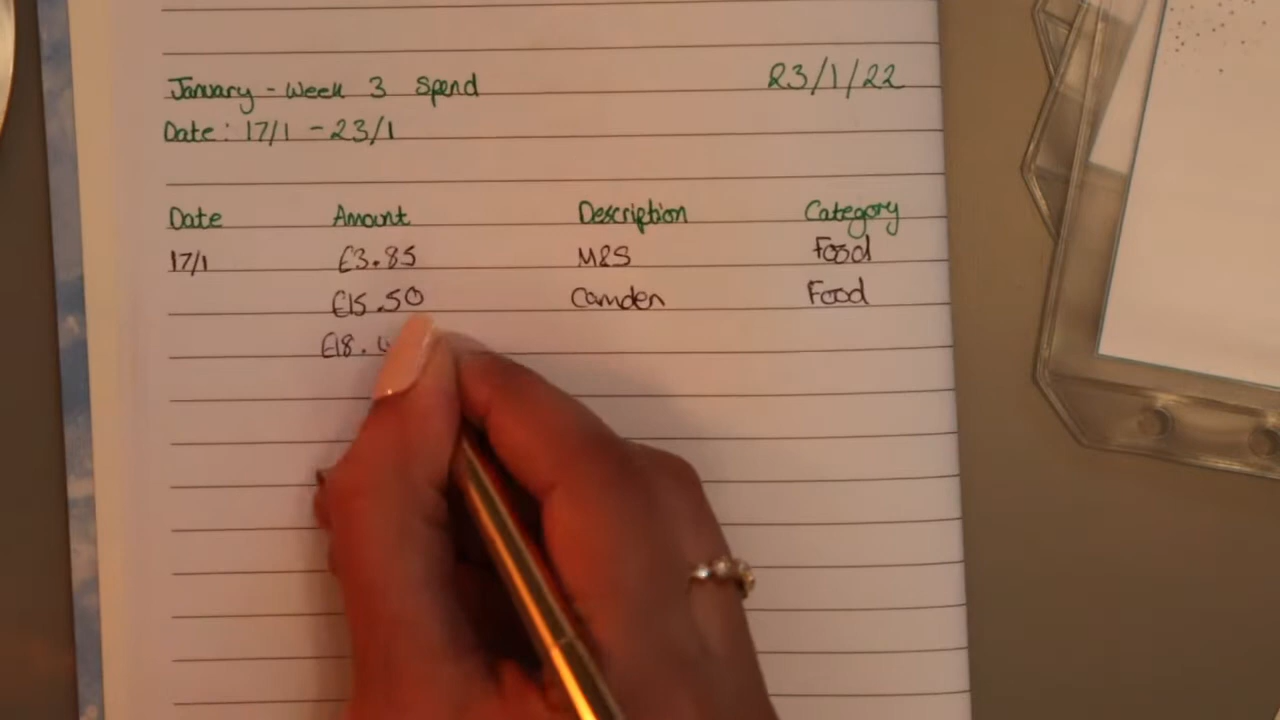 January - Week 3 Spend 23/1/22
Date: 17/1 - 23/1
Date Amount Description Category
17/1 £3.85 M&S Food
£15.50 Camden Food
£18.